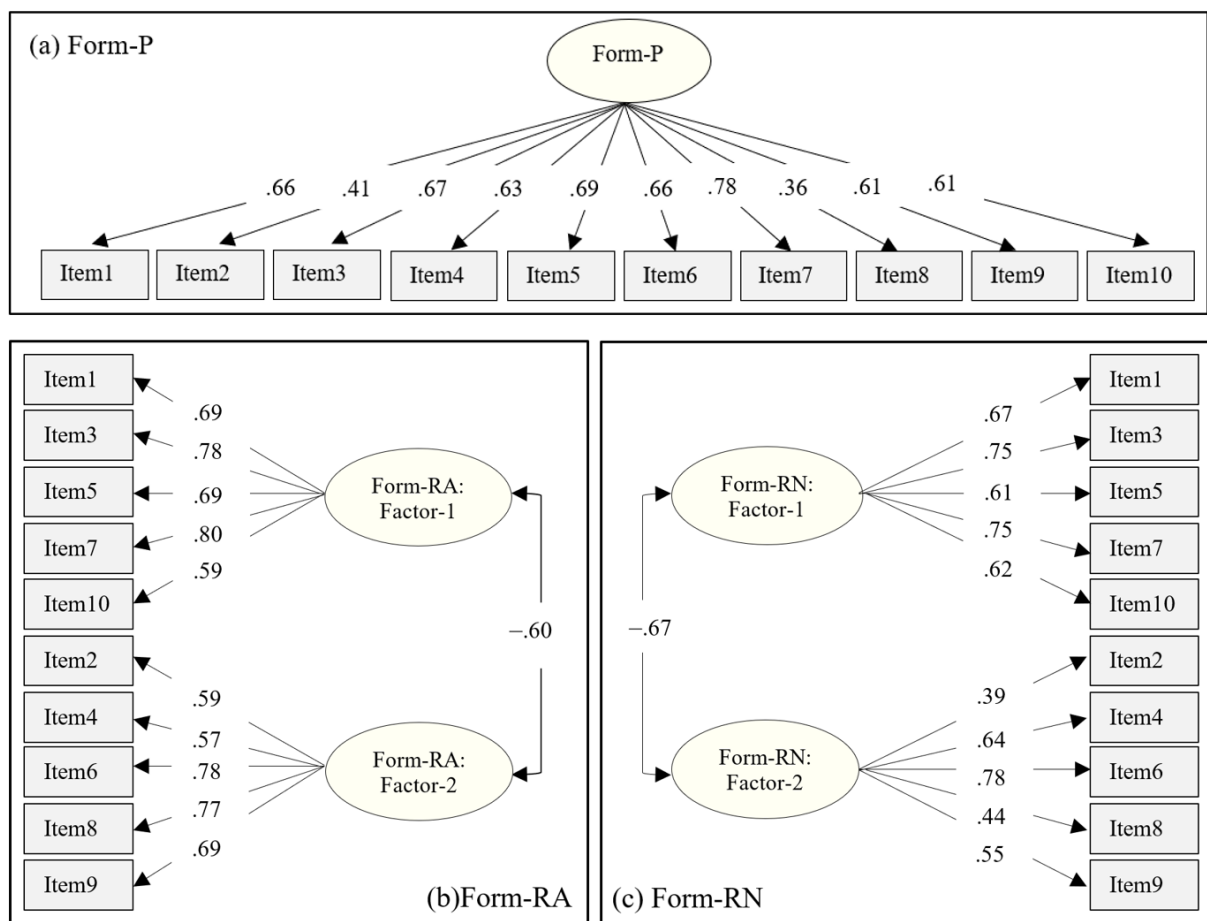 (a) Form-P
Form-P
.66 .41 .67 .63 .69 .66 .78 .36 .61 .61
Item1 Item2 Item3 Item4 Item5 Item6 Item7 Item8 Item9 Item10
Item1
.69
Item3
.78
Item5
.69
Item7
.80
Item10
.59
Form-RA:
Factor-1
−.60
Item2
.59
Item4
.57
Item6
.78
Item8
.77
Item9
.69
Form-RA:
Factor-2
(b)Form-RA
Form-RN:
Factor-1
.67
Item1
.75
Item3
.61
Item5
.75
Item7
.62
Item10
−.67
Form-RN:
Factor-2
.39
Item2
.64
Item4
.78
Item6
.44
Item8
.55
Item9
(c) Form-RN